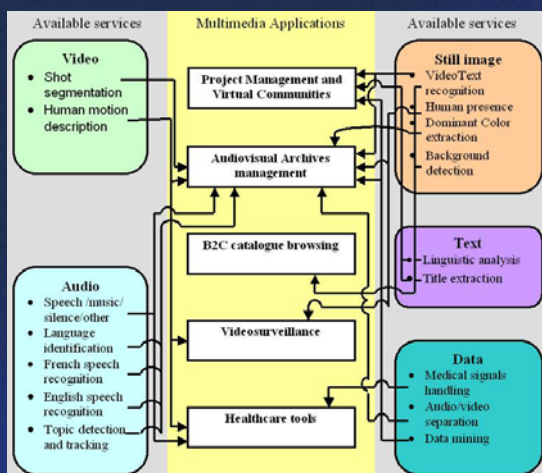 Available services
Multimedia Applications
Available services
Video
• Shot
segmentation
• Human motion
description
Audio
• Speech /music/
silence/other
• Language
identification
• French speech
recognition
• English speech
recognition
• Topic detection
and tracking
Project Management and
Virtual Communities
Audiovisual Archives
management
B2C catalogue browsing
Videosurveillance
Healthcare tools
Still image
• VideoText
recognition
• Human presence
• Dominant Color
extraction
• Background
detection
Text
• Linguistic analysis
• Title extraction
Data
• Medical signals
handling
• Audio/video
separation
• Data mining